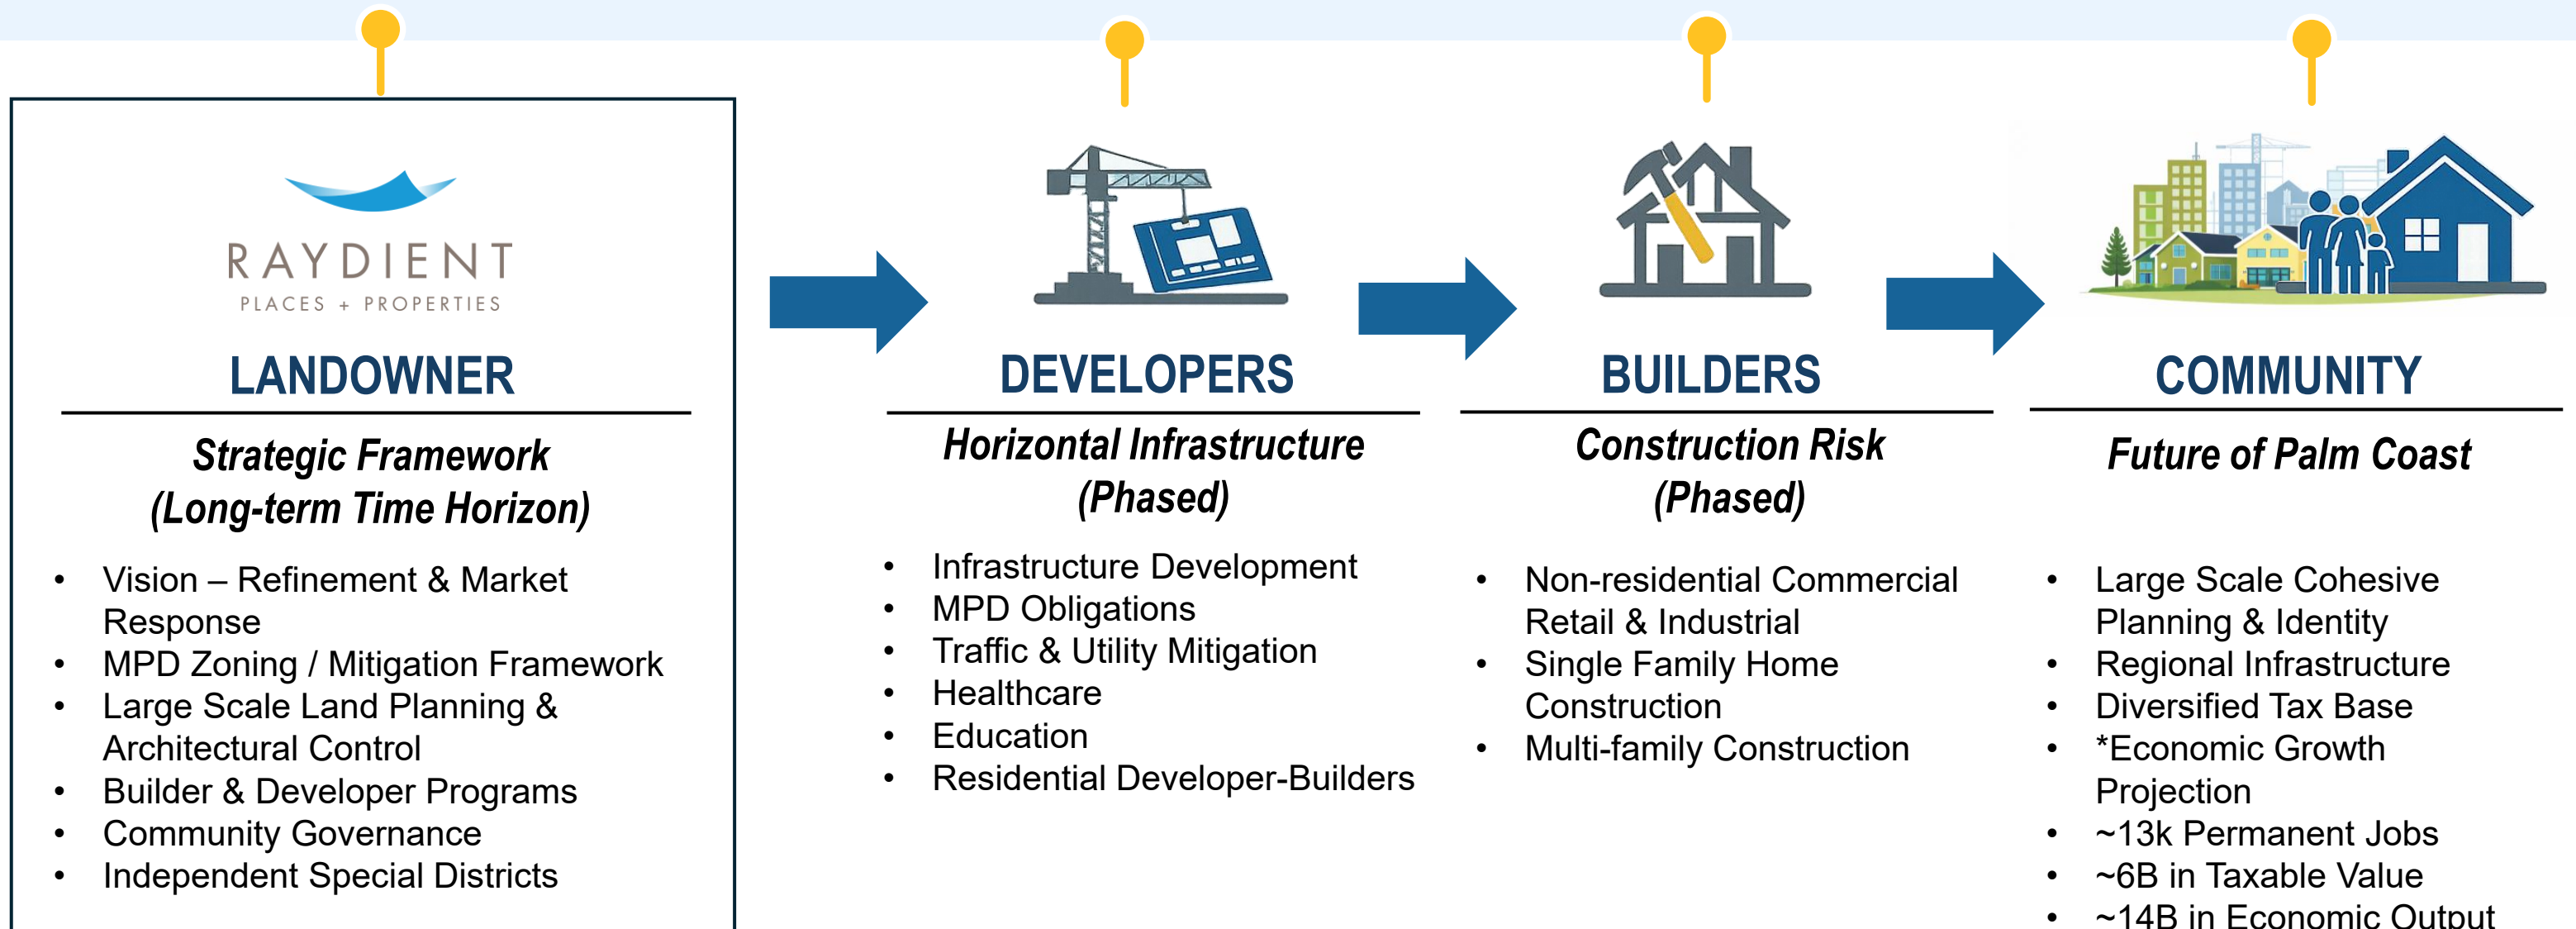 RAYDIENT
PLACES + PROPERTIES
LANDOWNER
Strategic Framework
(Long-term Time Horizon)
• Vision – Refinement & Market
Response
• MPD Zoning / Mitigation Framework
• Large Scale Land Planning &
Architectural Control
• Builder & Developer Programs
• Community Governance
• Independent Special Districts
DEVELOPERS
Horizontal Infrastructure
(Phased)
• Infrastructure Development
• MPD Obligations
• Traffic & Utility Mitigation
• Healthcare
• Education
• Residential Developer-Builders
BUILDERS
Construction Risk
(Phased)
• Non-residential Commercial
Retail & Industrial
• Single Family Home
Construction
• Multi-family Construction
COMMUNITY
Future of Palm Coast
• Large Scale Cohesive
Planning & Identity
• Regional Infrastructure
• Diversified Tax Base
• *Economic Growth
Projection
• ~13k Permanent Jobs
• ~6B in Taxable Value
• ~14B in Economic Output